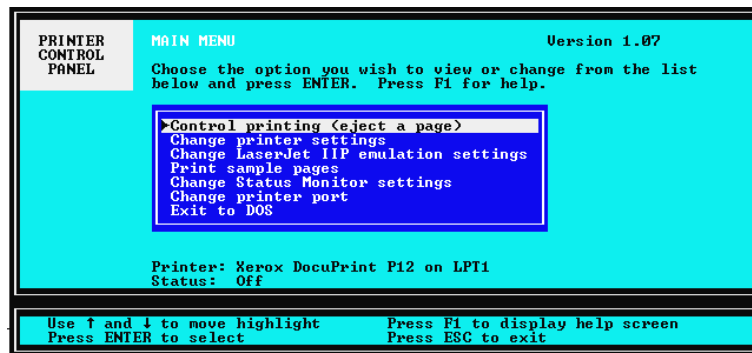 PRINTER
CONTROL
PANEL
MAIN MENU Version 1.07
Choose the option you wish to view or change from the list
below and press ENTER. Press F1 for help.
►Control printing (eject a page)
Change printer settings
Change LaserJet IIP emulation settings
Print sample pages
Change Status Monitor settings
Change printer port
Exit to DOS
Printer: Xerox DocuPrint P12 on LPT1
Status: Off
Use ↑ and ↓ to move highlight Press F1 to display help screen
Press ENTER to select Press ESC to exit